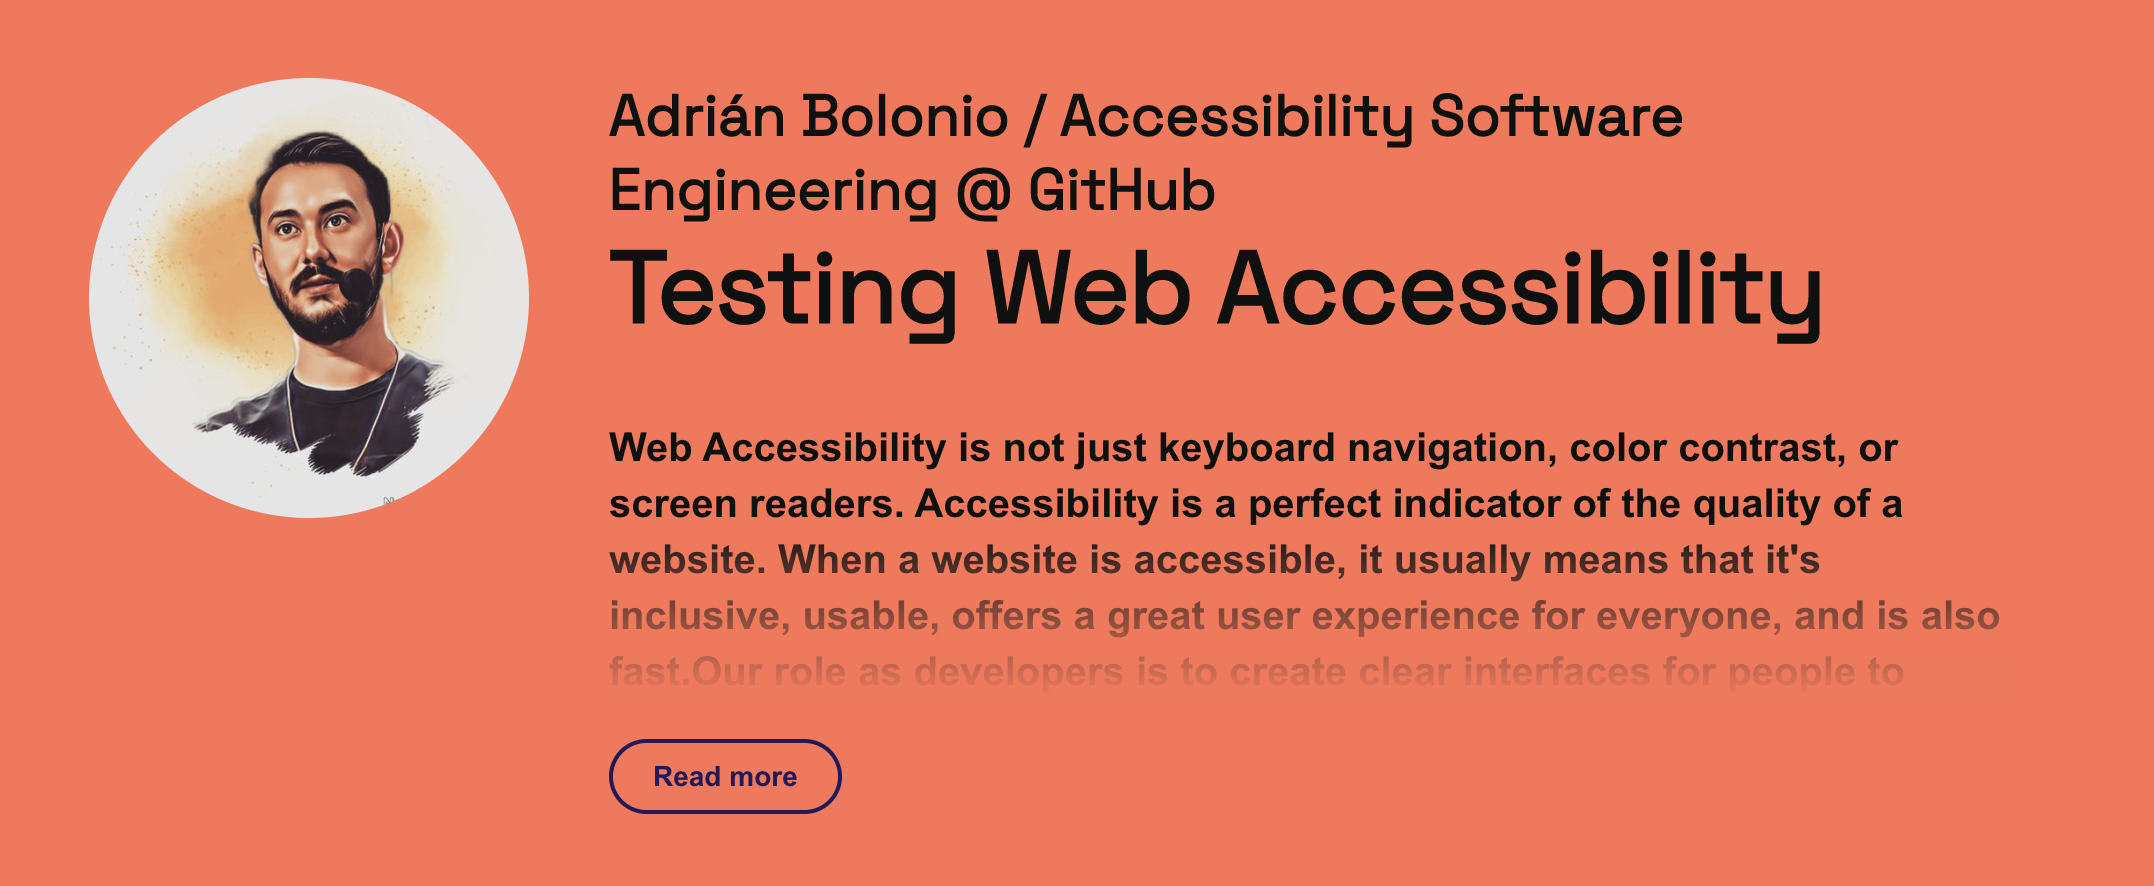 Adrián Bolonio / Accessibility Software
Engineering @ GitHub
Testing Web Accessibility
Web Accessibility is not just keyboard navigation, color contrast, or
screen readers. Accessibility is a perfect indicator of the quality of a
website. When a website is accessible, it usually means that it's
inclusive, usable, offers a great user experience for everyone, and is also
fast.Our role as developers is to create clear interfaces for people to
Read more